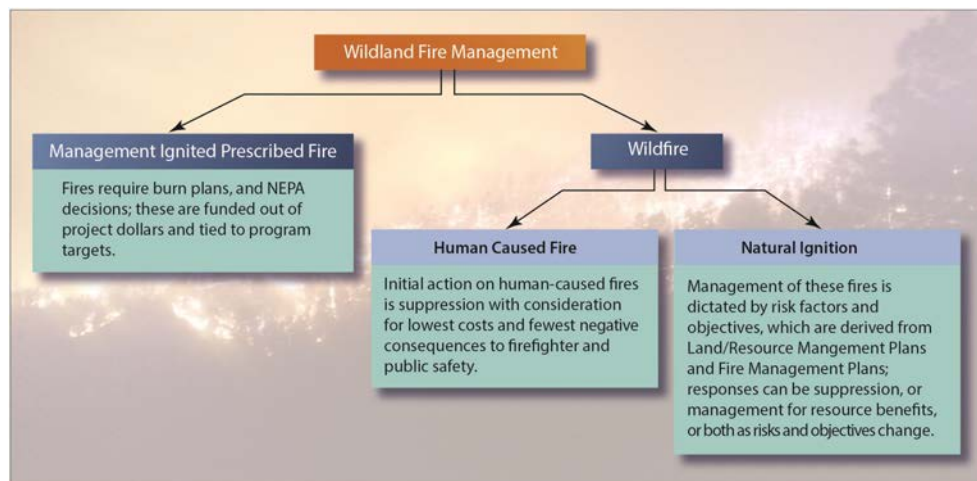 Wildland Fire Management
Management Ignited Prescribed Fire
Fires require burn plans, and NEPA
decisions; these are funded out of
project dollars and tied to program
targets.
Wildfire
Human Caused Fire
Initial action on human-caused fires
is suppression with consideration
for lowest costs and fewest negative
consequences to firefighter and
public safety.
Natural Ignition
Management of these fires is
dictated by risk factors and
objectives, which are derived from
Land/Resource Mangement Plans
and Fire Management Plans;
responses can be suppression, or
management for resource benefits,
or both as risks and objectives change.